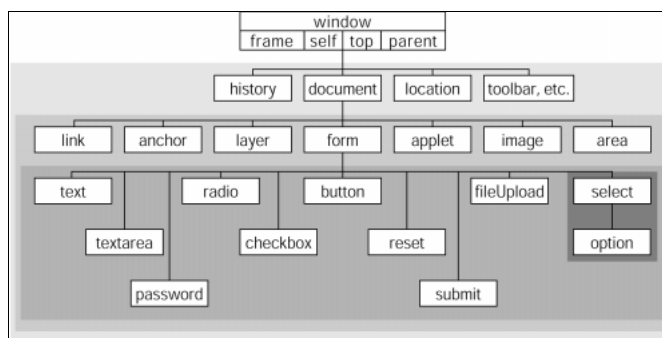 window
frame self top parent
history document location toolbar, etc.
link anchor layer form applet image area
text radio button fileUpload select
textarea checkbox reset option
password submit